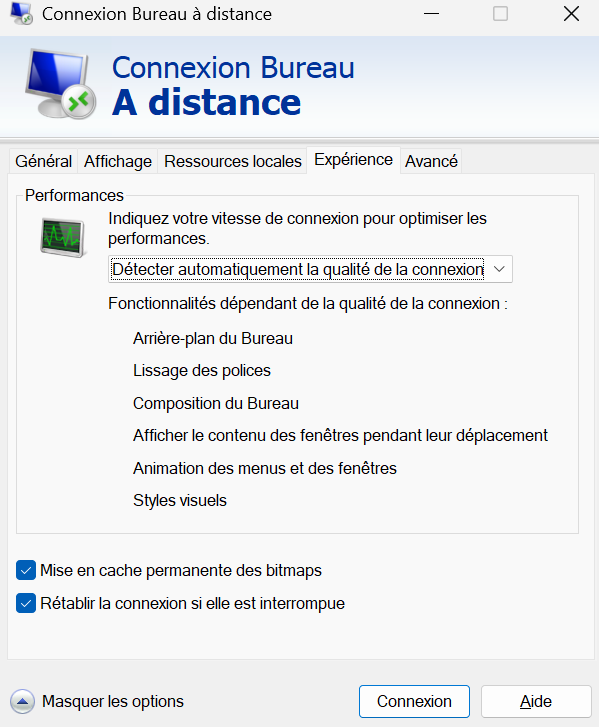 Connexion Bureau à distance
Connexion Bureau
A distance
Général
Affichage
Ressources locales
Expérience
Avancé
Performances
Indiquez votre vitesse de connexion pour optimiser les
performances.
Détecter automatiquement la qualité de la connexion
Fonctionnalités dépendant de la qualité de la connexion :
Arrière-plan du Bureau
Lissage des polices
Composition du Bureau
Afficher le contenu des fenêtres pendant leur déplacement
Animation des menus et des fenêtres
Styles visuels
Mise en cache permanente des bitmaps
Rétablir la connexion si elle est interrompue
Masquer les options
Connexion
Aide